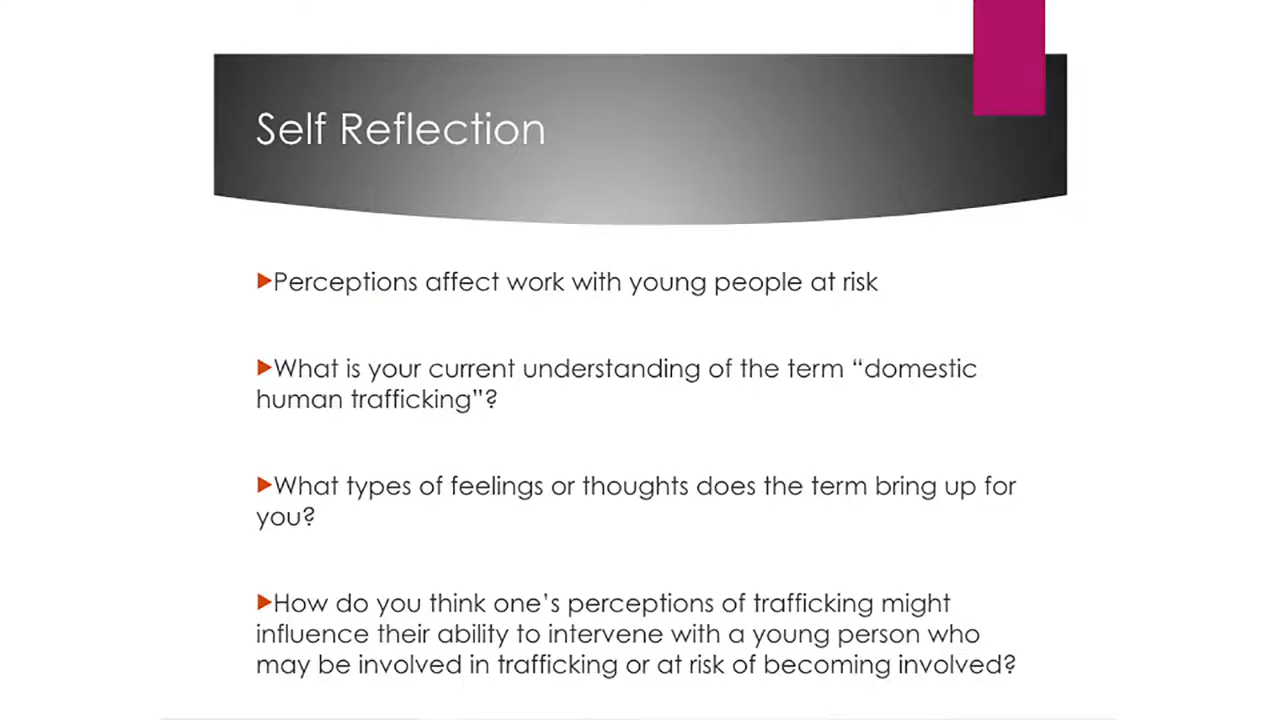 Self Reflection
Perceptions affect work with young people at risk
What is your current understanding of the term “domestic
human trafficking”?
What types of feelings or thoughts does the term bring up for
you?
How do you think one’s perceptions of trafficking might
influence their ability to intervene with a young person who
may be involved in trafficking or at risk of becoming involved?